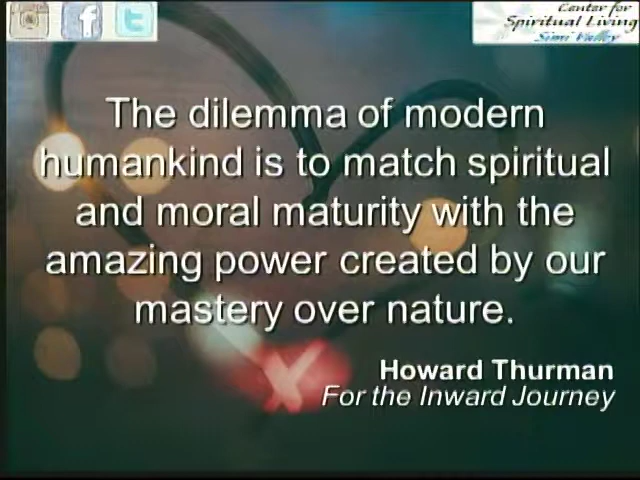 Center for
Spiritual Living
Simi Valley
The dilemma of modern
humankind is to match spiritual
and moral maturity with the
amazing power created by our
mastery over nature.
Howard Thurman
For the Inward Journey